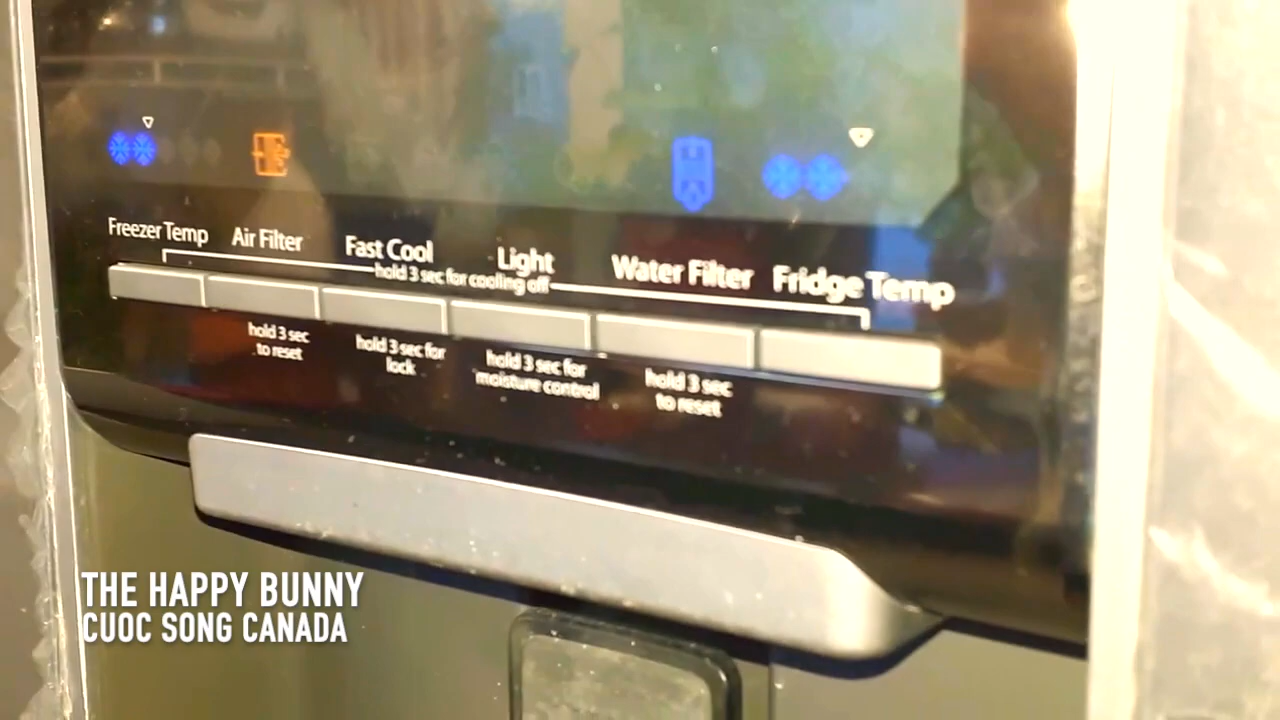 Freezer Temp
Air Filter
Fast Cool
Light
Water Filter
Fridge Temp
hold 3 sec for cooling off
hold 3 sec
to reset
hold 3 sec for
lock
hold 3 sec for
moisture control
hold 3 sec
to reset
THE HAPPY BUNNY
CUOC SONG CANADA